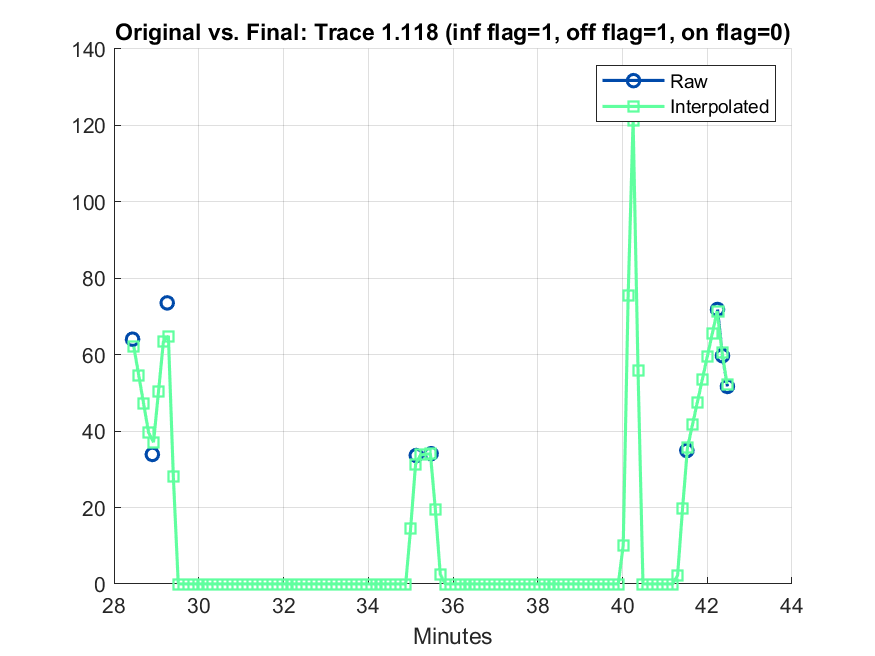 Original vs. Final: Trace 1.118 (inf flag=1, off flag=1, on flag=0)
140
120
100
80
60
40
20
0
Raw
Interpolated
28 30 32 34 36 38 40 42 44
Minutes